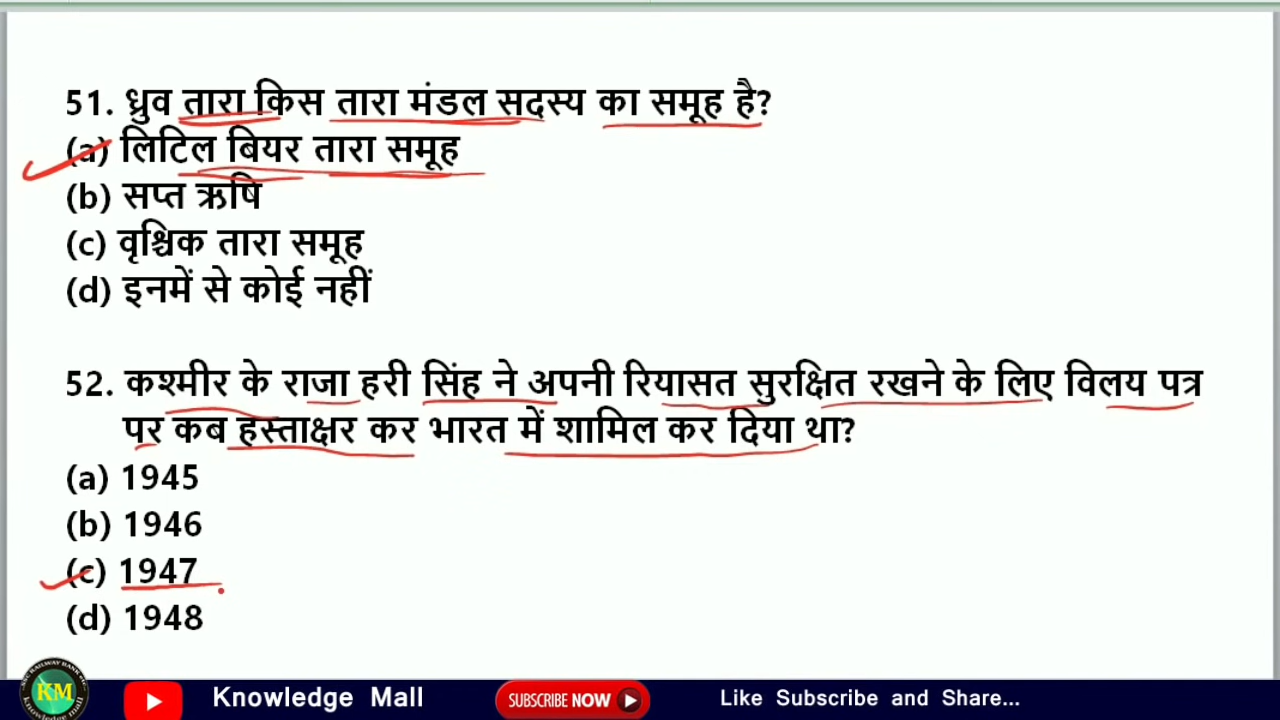 51. ध्रुव तारा किस तारा मंडल सदस्य का समूह है?
(a) लिटिल बियर तारा समूह
(b) सप्त ऋषि
(c) वृश्चिक तारा समूह
(d) इनमें से कोई नहीं
52. कश्मीर के राजा हरी सिंह ने अपनी रियासत सुरक्षित रखने के लिए विलय पत्र
पर कब हस्ताक्षर कर भारत में शामिल कर दिया था?
(a) 1945
(b) 1946
(c) 1947
(d) 1948
KM
Knowledge Mall
SUBSCRIBE NOW
Like Subscribe and Share...